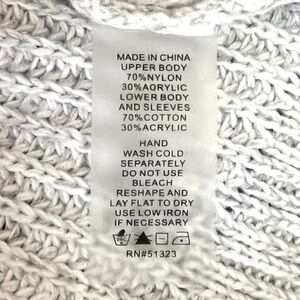 MADE IN CHINA
UPPER BODY
70%NYLON
30%AQRYLIC
LOWER BODY
AND SLEEVES
70%COTTON
30%ACRYLIC
HAND
WASH COLD
SEPARATELY
DO NOT USE
BLEACH
RESHAPE AND
LAY FLAT TO DRY
USE LOW IRON
IF NECESSARY
RN#51323